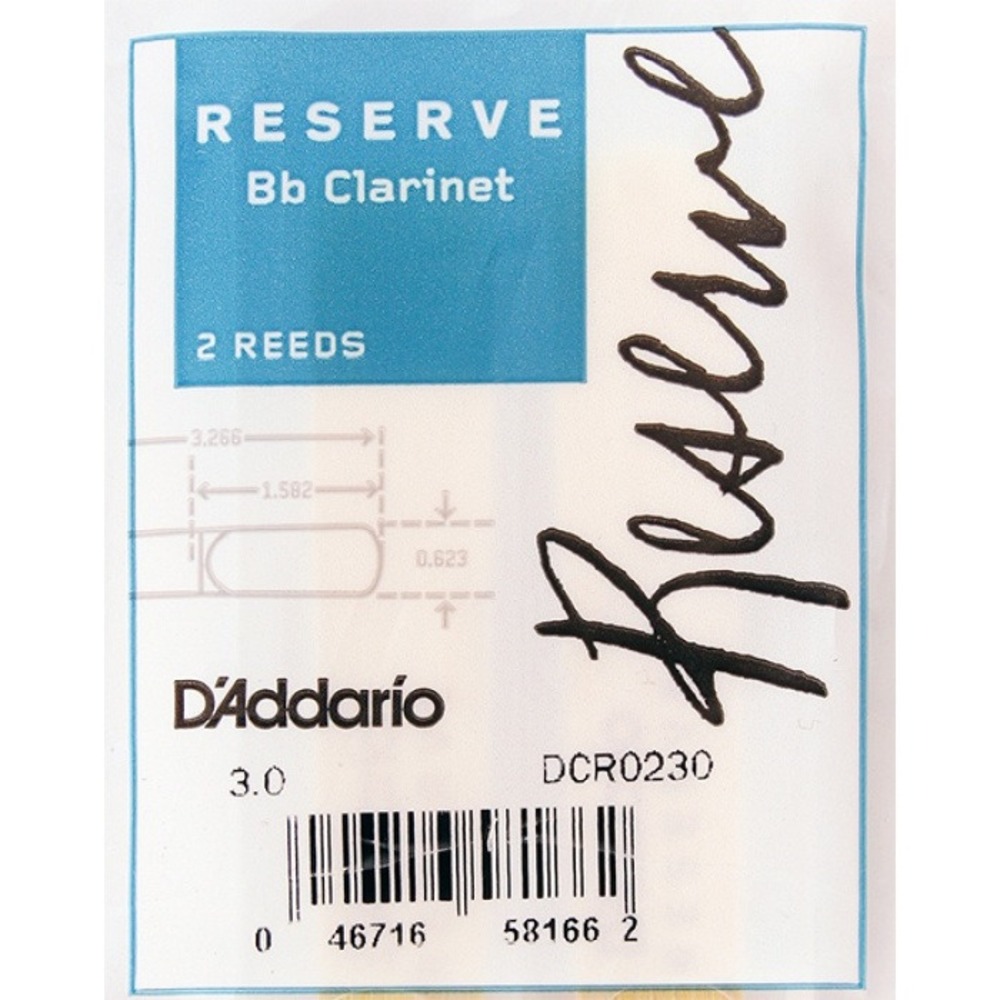 RESERVE
Bb Clarinet
2 REEDS
Reserve
3.266
1.582
0.623
D'Addario
3.0 DCR0230
0 46716 58166 2